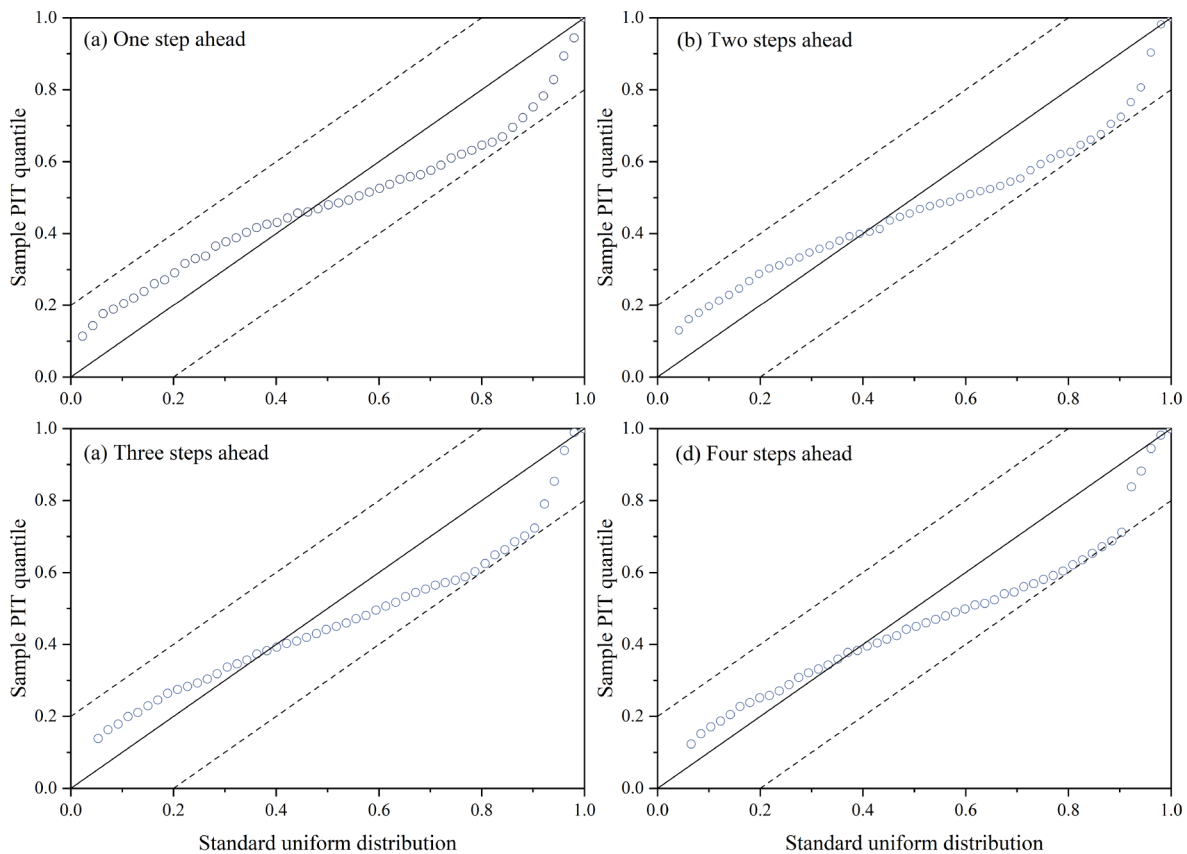 (a) One step ahead
Sample PIT quantile
1.0
0.8
0.6
0.4
0.2
0.0
0.0 0.2 0.4 0.6 0.8 1.0
(b) Two steps ahead
Sample PIT quantile
1.0
0.8
0.6
0.4
0.2
0.0
0.0 0.2 0.4 0.6 0.8 1.0
(a) Three steps ahead
Sample PIT quantile
1.0
0.8
0.6
0.4
0.2
0.0
0.0 0.2 0.4 0.6 0.8 1.0
Standard uniform distribution
(d) Four steps ahead
Sample PIT quantile
1.0
0.8
0.6
0.4
0.2
0.0
0.0 0.2 0.4 0.6 0.8 1.0
Standard uniform distribution